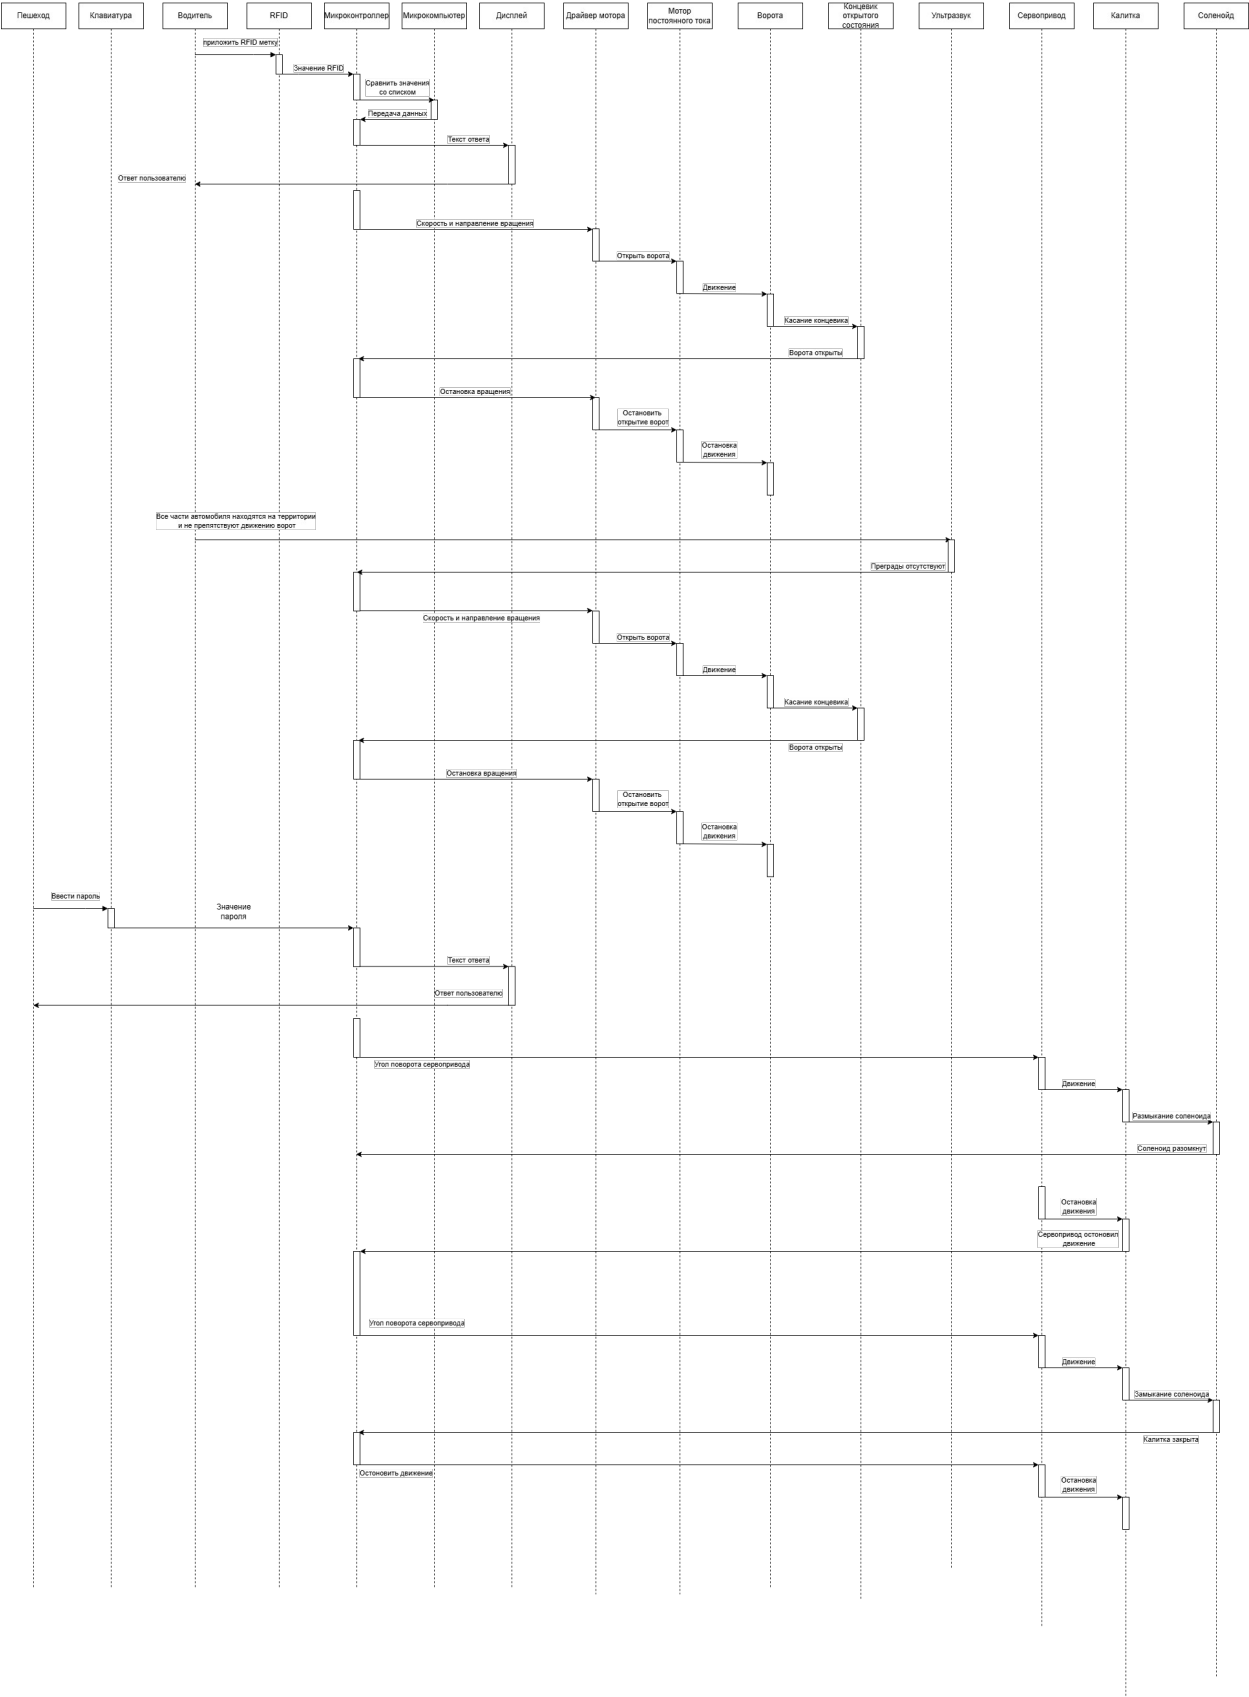 Пешеход
Клавиатура
Водитель
RFID
Микроконтроллер
Микрокомпьютер
Дисплей
Драйвер мотора
Мотор
постоянного тока
Ворота
Концевик
открытого
состояния
Ультразвук
Сервопривод
Калитка
Соленойд
приложить RFID метку
Значение RFID
Сравнить значения
со списком
Передача данных
Текст ответа
Ответ пользователю
Скорость и направление вращения
Открыть ворота
Движение
Касание концевика
Ворота открыты
Остановка вращения
Остановить
открытие ворот
Остановка
движения
Все части автомобиля находятся на территории
и не препятствуют движению ворот
Преграды отсутствуют
Скорость и направление вращения
Открыть ворота
Движение
Касание концевика
Ворота открыты
Остановка вращения
Остановить
открытие ворот
Остановка
движения
Ввести пароль
Значение
пароля
Текст ответа
Ответ пользователю
Угол поворота сервопривода
Движение
Размыкание соленоида
Соленоид разомкнут
Остановка
движения
Сервопривод остоновил
движение
Угол поворота сервопривода
Движение
Замыкание соленоида
Калитка закрыта
Остоновить движение
Остановка
движения